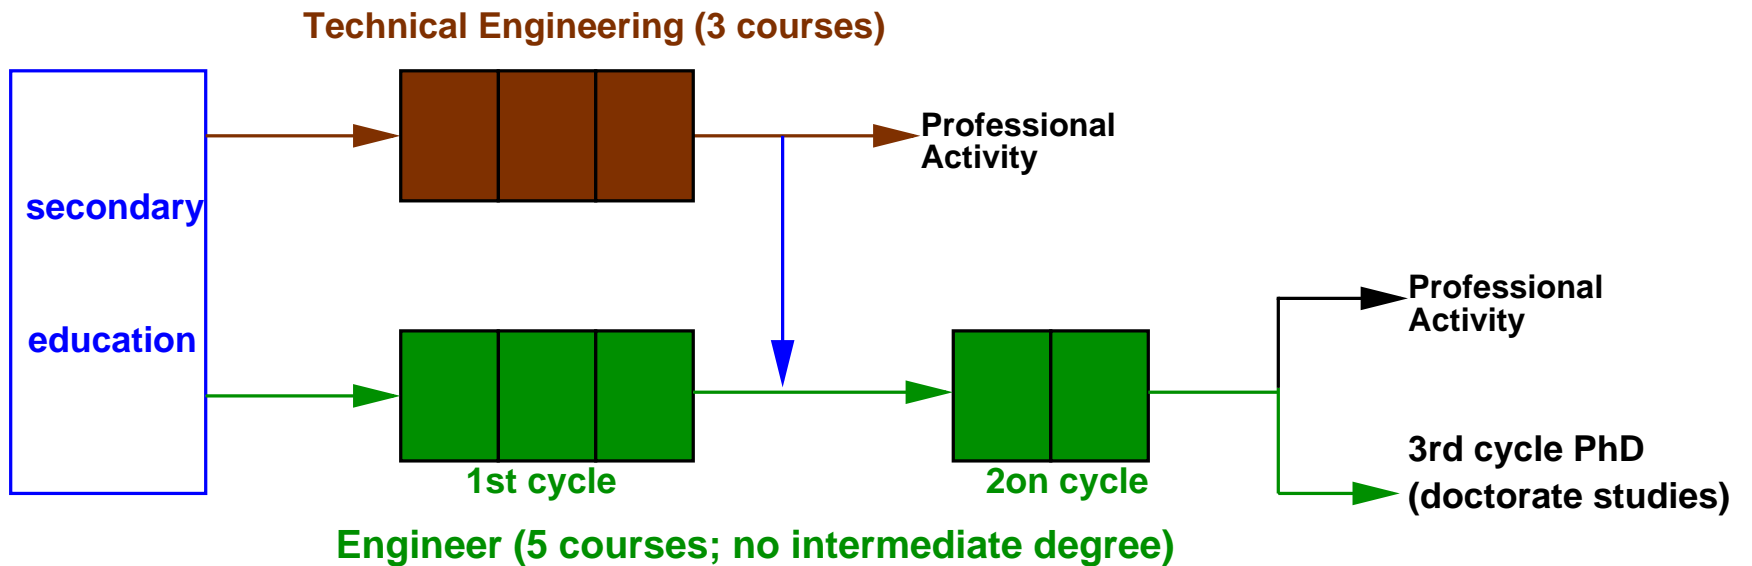 Technical Engineering (3 courses)
Professional
Activity
secondary
education
Professional
Activity
1st cycle
2on cycle
3rd cycle PhD
(doctorate studies)
Engineer (5 courses; no intermediate degree)